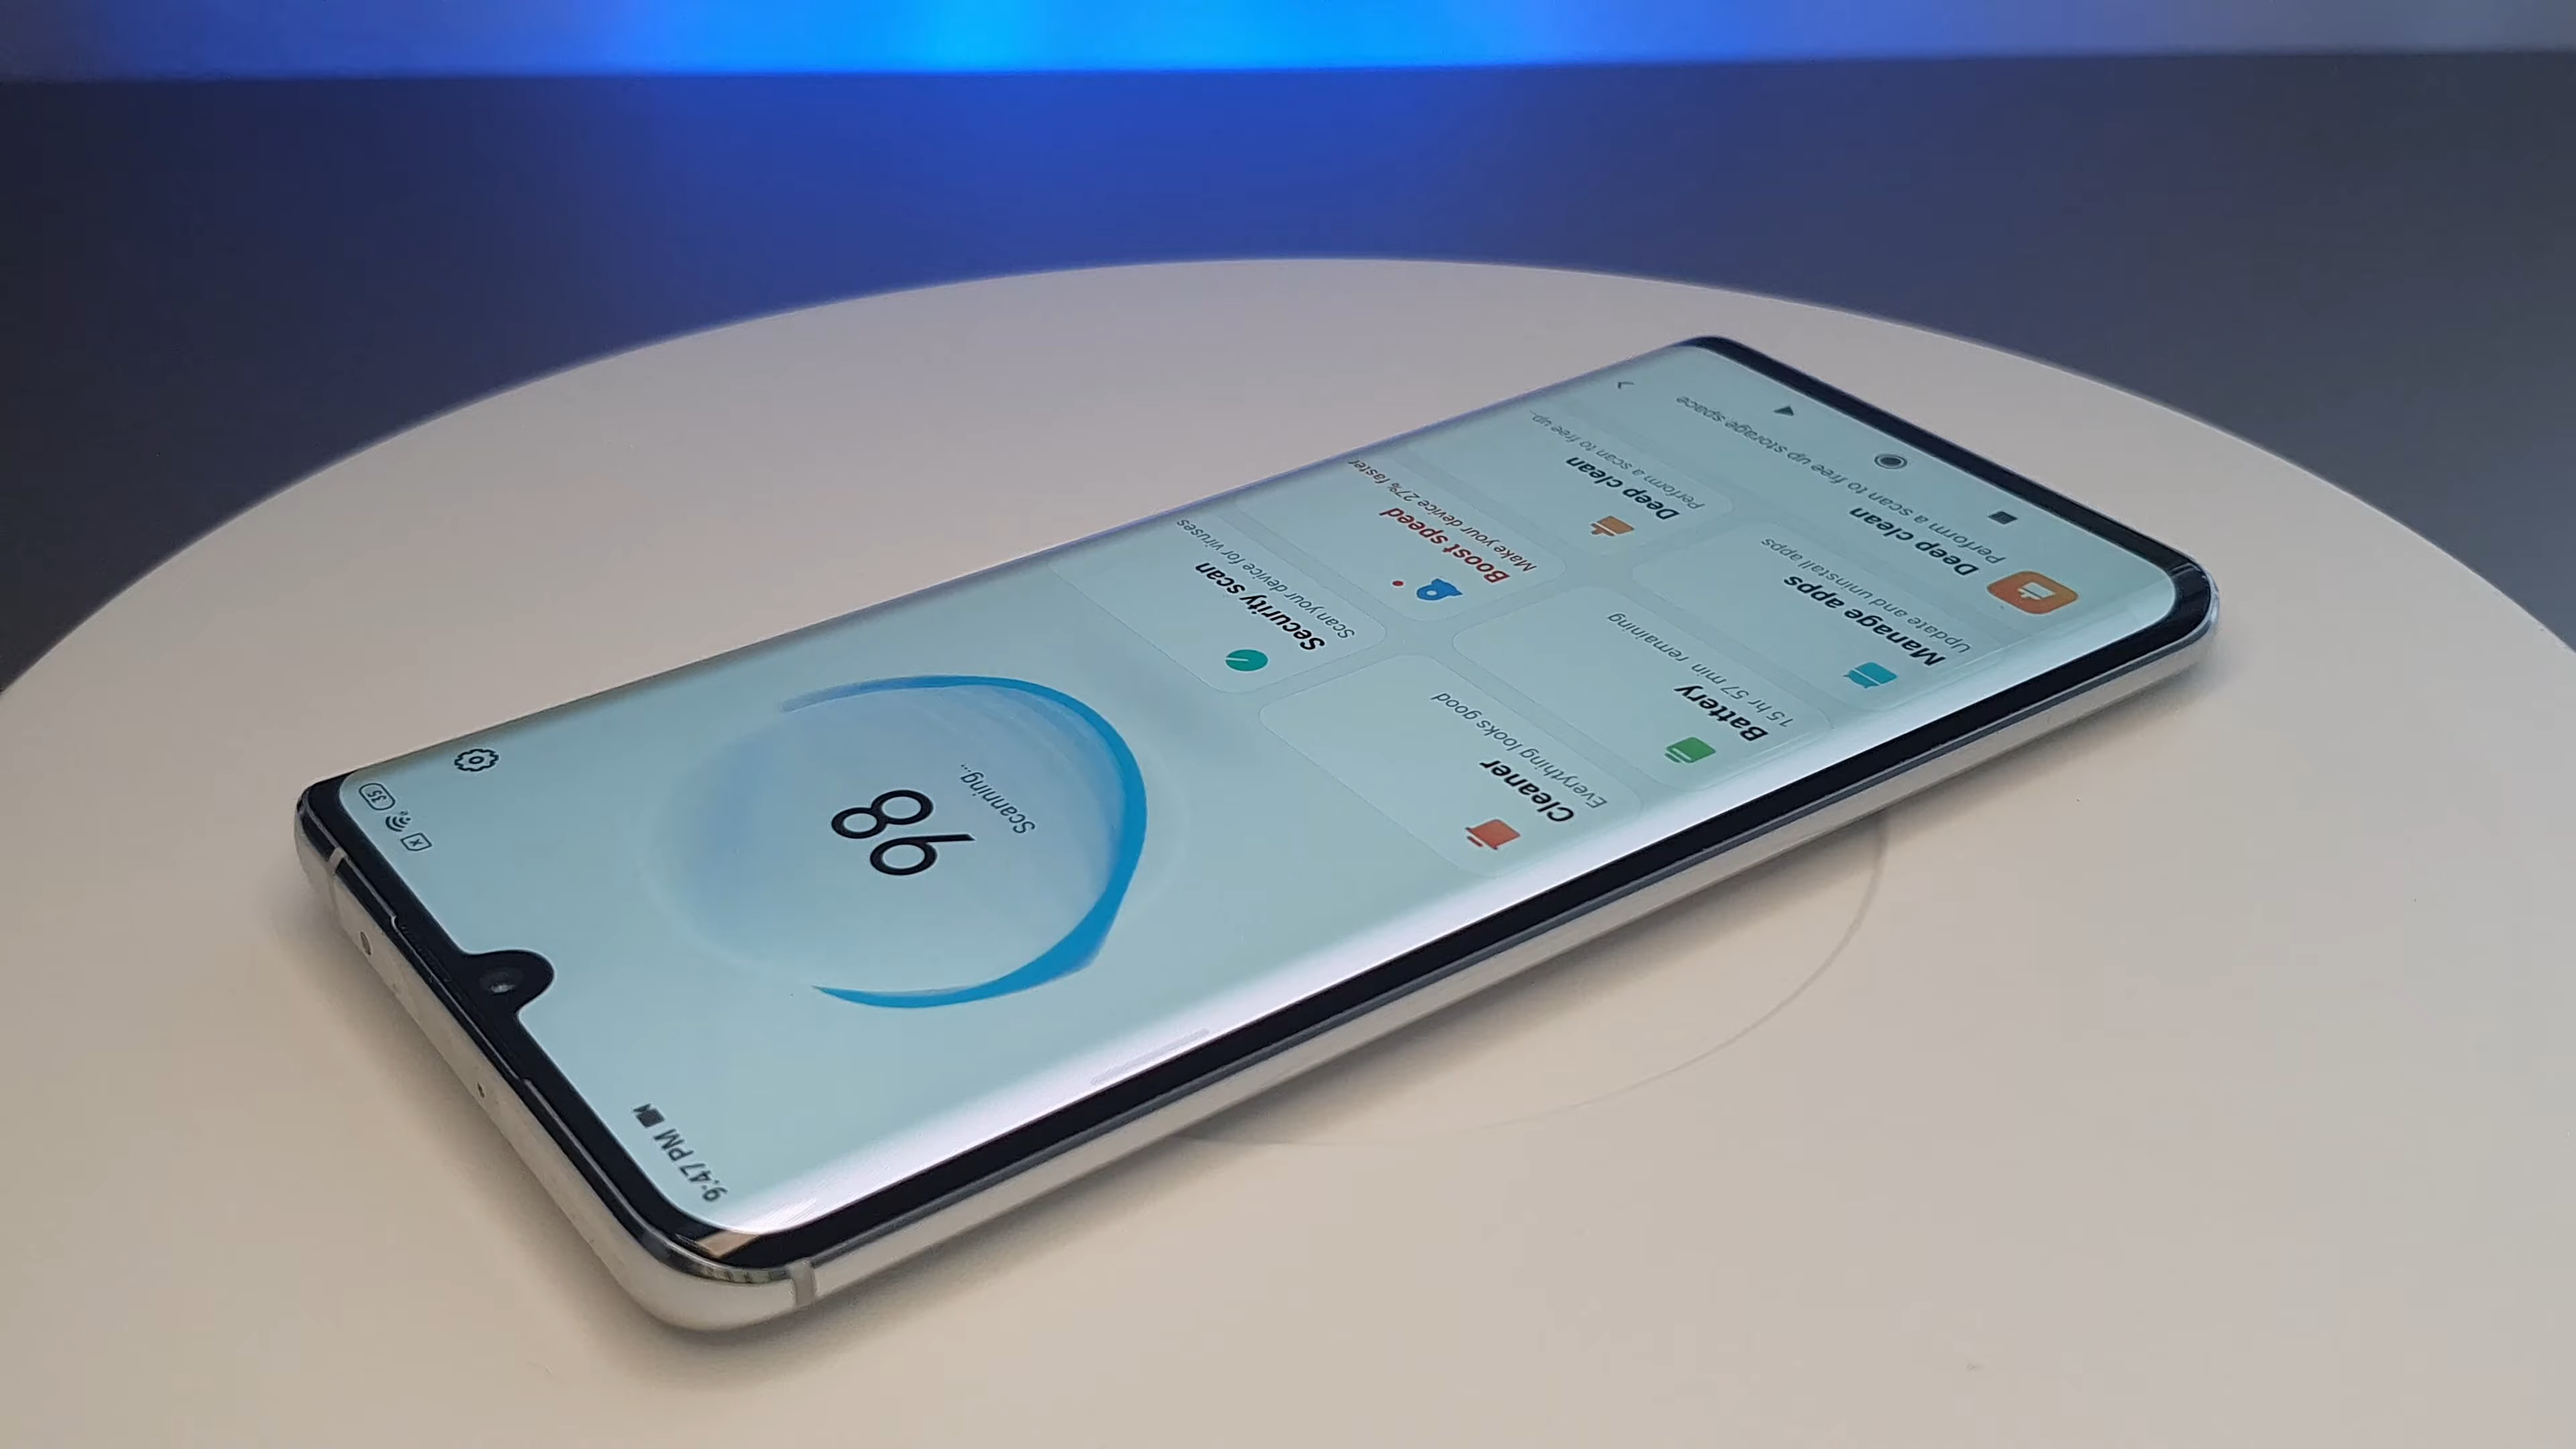 9:47 PM
35
98
Scanning...
Cleaner
Everything looks good
Security scan
Scan your device for viruses
Battery
15 hr 57 min remaining
Boost speed
Make your device 27% faster
Manage apps
Update and uninstall apps
Deep clean
Perform a scan to free up...
Deep clean
Perform a scan to free up storage space